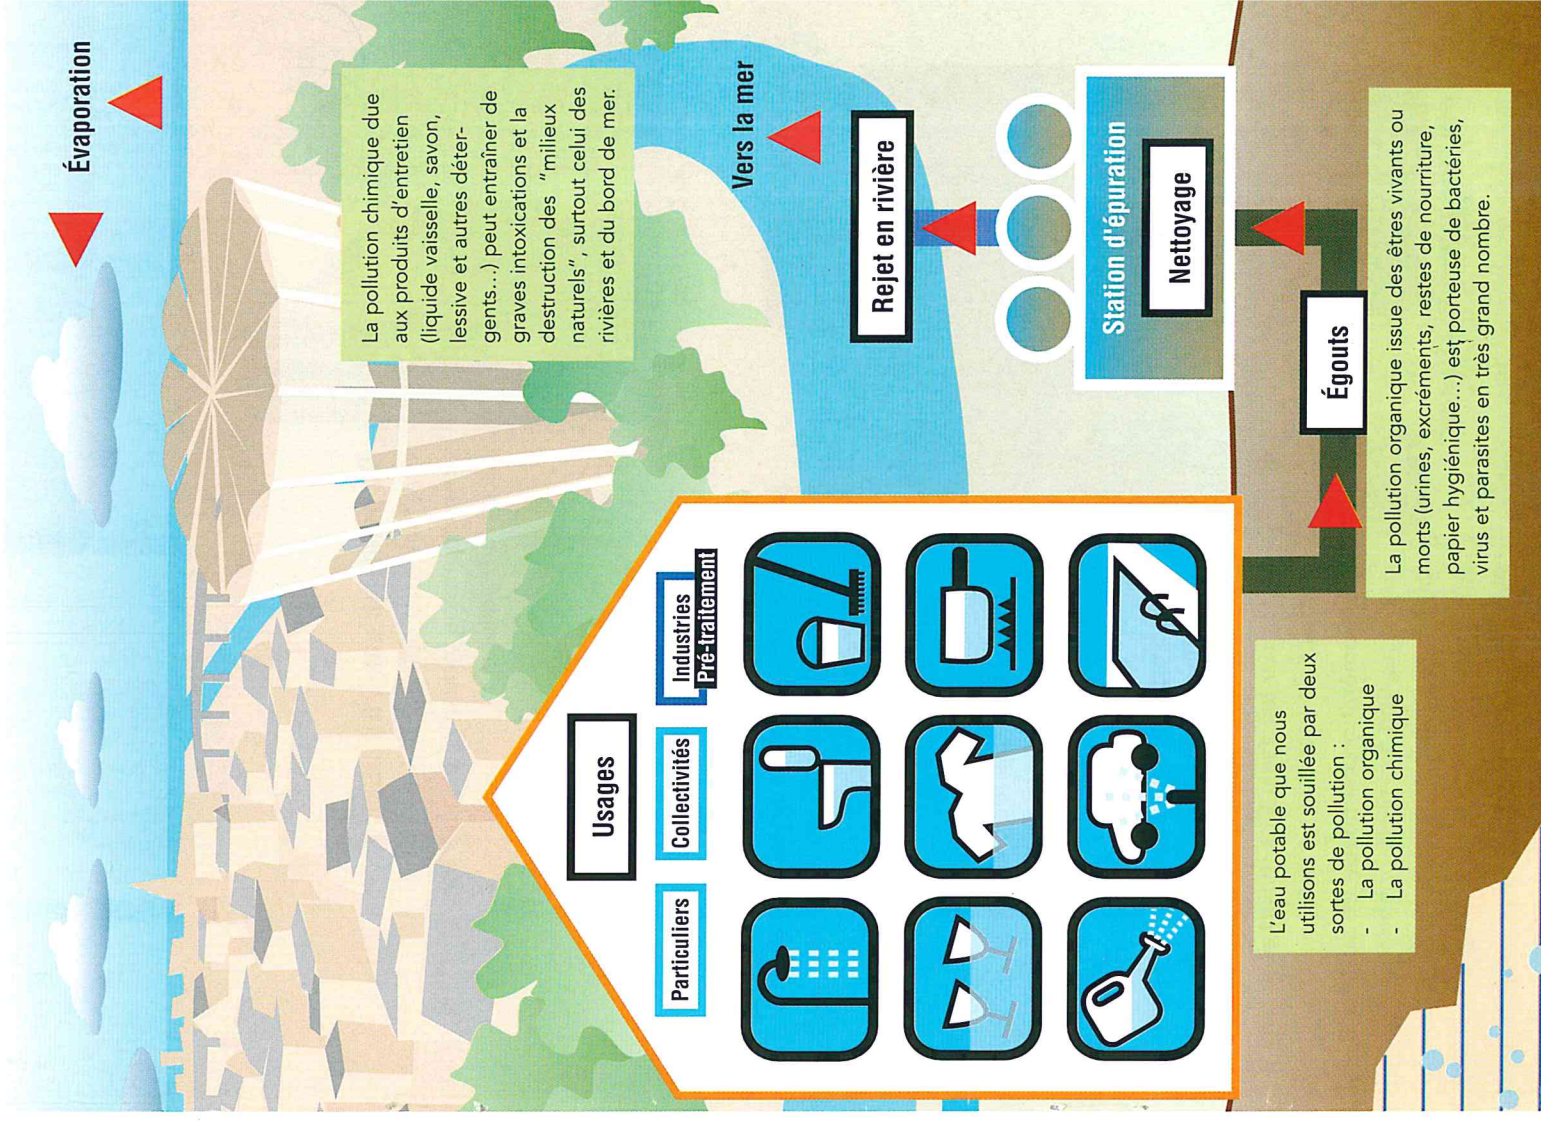 Évaporation
La pollution chimique due
aux produits d'entretien
(liquide vaisselle, savon,
lessive et autres déter-
gents...) peut entraîner de
graves intoxications et la
destruction des "milieux
naturels", surtout celui des
rivières et du bord de mer.
Vers la mer
Rejet en rivière
Station d'épuration
Nettoyage
Égouts
Usages
Particuliers
Collectivités
Industries
Pré-traitement
L'eau potable que nous
utilisons est souillée par deux
sortes de pollution :
- La pollution organique
- La pollution chimique
La pollution organique issue des êtres vivants ou
morts (urines, excréments, restes de nourriture,
papier hygiénique...) est porteuse de bactéries,
virus et parasites en très grand nombre.